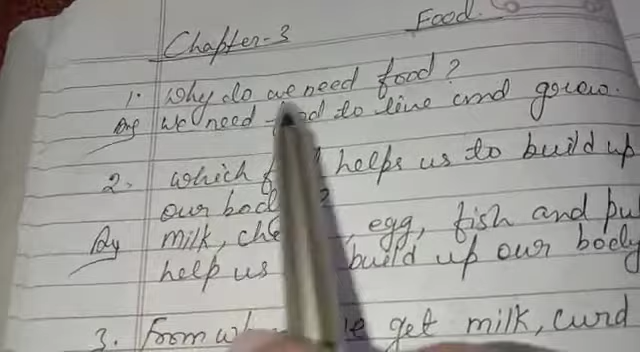 Chapter-3 Food.
1. Why do we need food?
Ans we need food to live and grow.
2. which helps us to build up
our
Ans milk, egg, fish and
help us build up our body
3. From get milk, curd